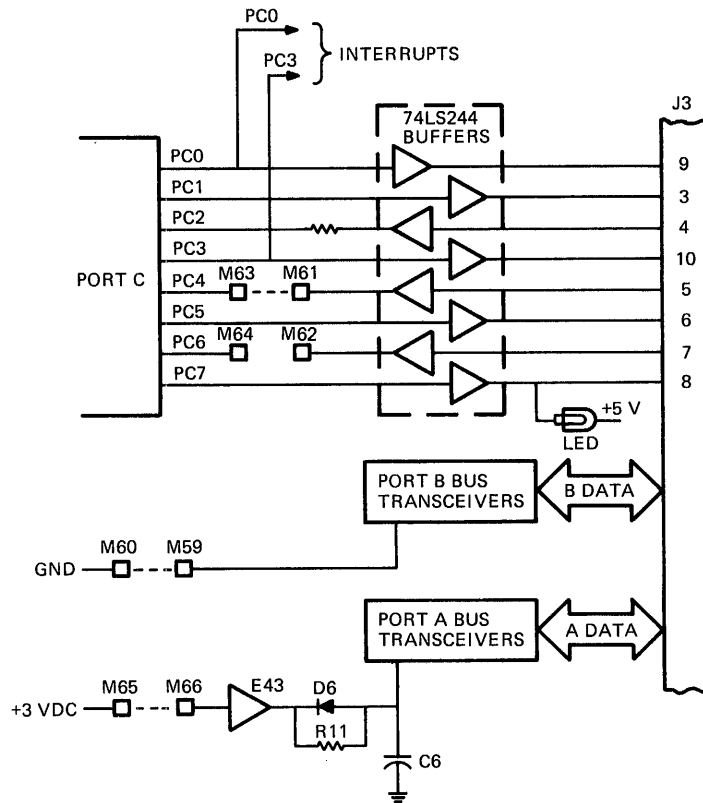 PC0
PC3
INTERRUPTS
J3
74LS244
BUFFERS
PC0
9
PC1
3
PC2
4
PC3
10
PORT C
PC4
M63
M61
5
PC5
6
PC6
M64
M62
7
PC7
8
+5 V
LED
PORT B BUS
TRANSCEIVERS
B DATA
GND
M60
M59
PORT A BUS
TRANSCEIVERS
A DATA
+3 VDC
M65
M66
E43
D6
R11
C6